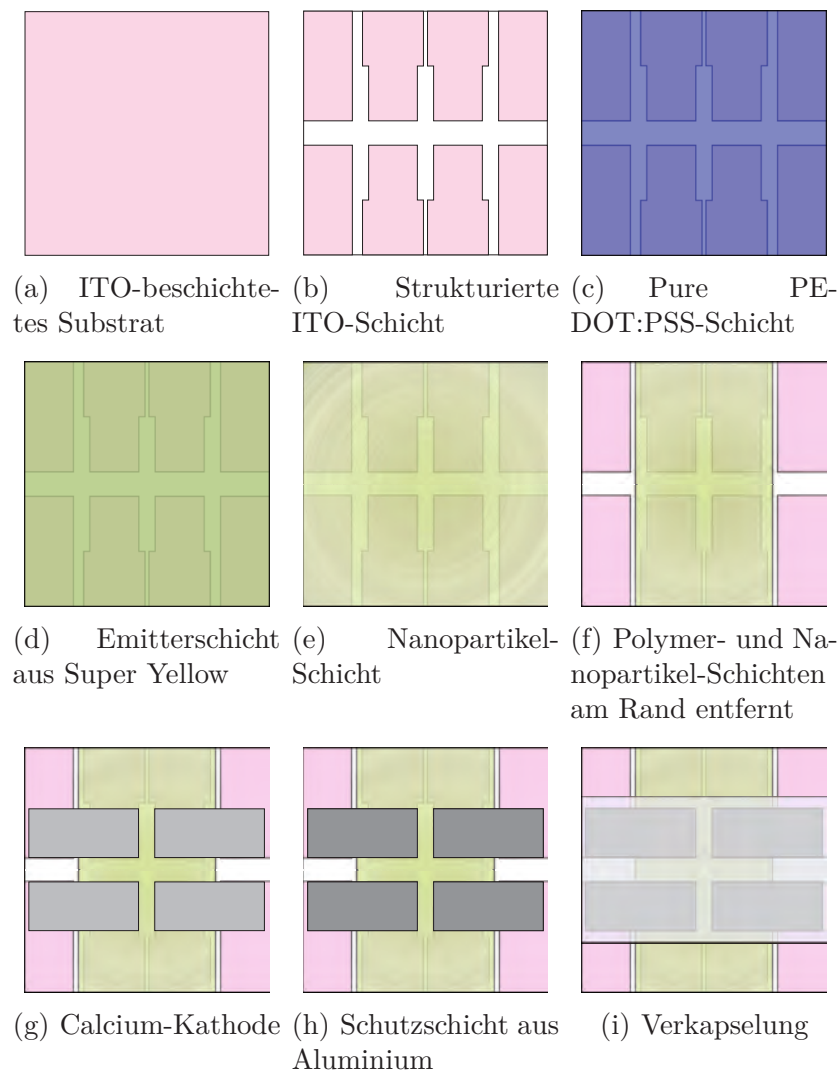 (a) ITO-beschichte-
tes Substrat
(b) Strukturierte
ITO-Schicht
(c) Pure PE-
DOT:PSS-Schicht
(d) Emitterschicht
aus Super Yellow
(e) Nanopartikel-
Schicht
(f) Polymer- und Na-
nopartikel-Schichten
am Rand entfernt
(g) Calcium-Kathode
(h) Schutzschicht aus
Aluminium
(i) Verkapselung